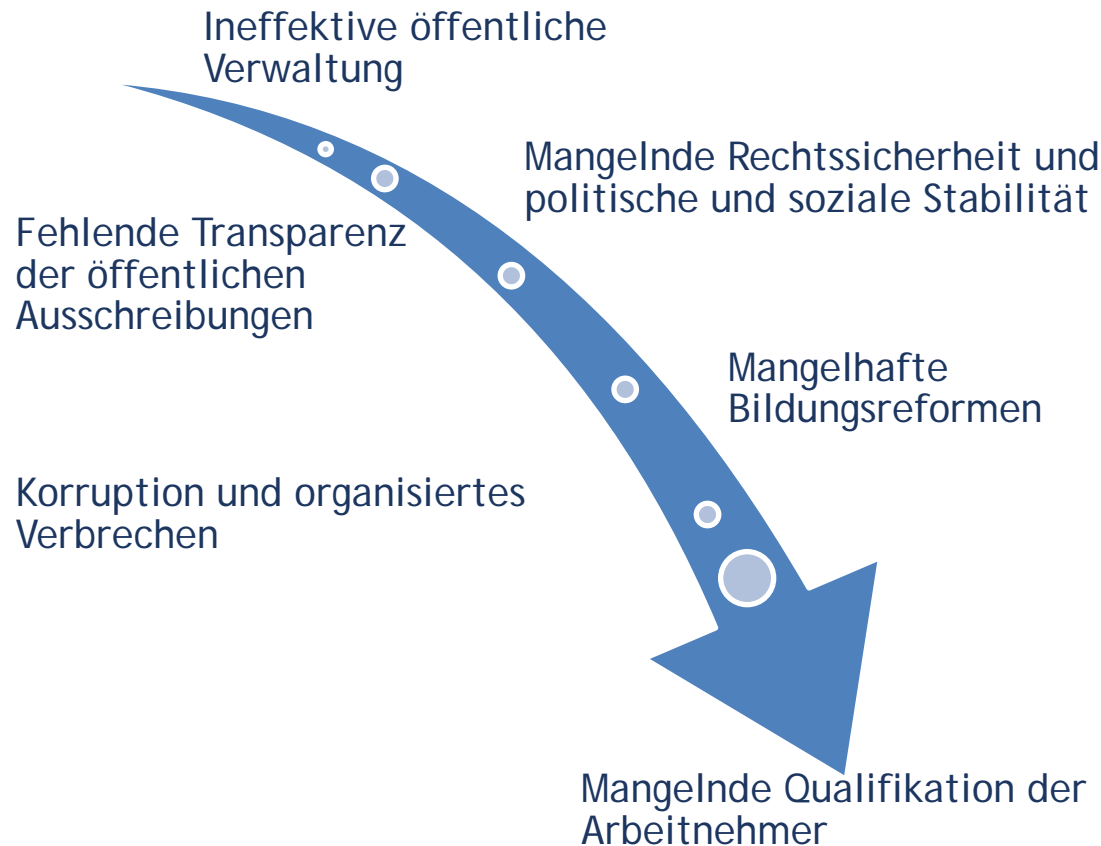 Ineffektive öffentliche
Verwaltung
Mangelnde Rechtssicherheit und
politische und soziale Stabilität
Fehlende Transparenz
der öffentlichen
Ausschreibungen
Mangelhafte
Bildungsreformen
Korruption und organisiertes
Verbrechen
Mangelnde Qualifikation der
Arbeitnehmer